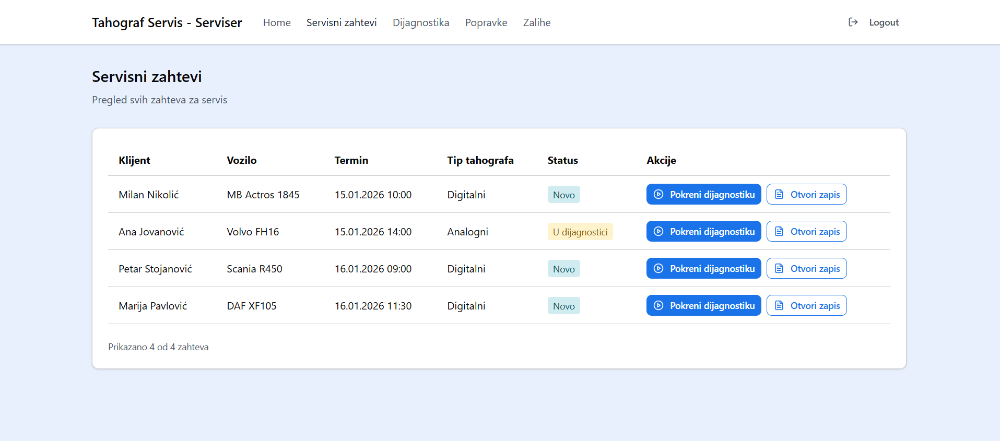 Tahograf Servis - Serviser Home Servisni zahtevi Dijagnostika Popravke Zalihe Logout
Servisni zahtevi
Pregled svih zahteva za servis
Klijent Vozilo Termin Tip tahografa Status Akcije
Milan Nikolić MB Actros 1845 15.01.2026 10:00 Digitalni Novo Pokreni dijagnostiku Otvori zapis
Ana Jovanović Volvo FH16 15.01.2026 14:00 Analogni U dijagnostici Pokreni dijagnostiku Otvori zapis
Petar Stojanović Scania R450 16.01.2026 09:00 Digitalni Novo Pokreni dijagnostiku Otvori zapis
Marija Pavlović DAF XF105 16.01.2026 11:30 Digitalni Novo Pokreni dijagnostiku Otvori zapis
Prikazano 4 od 4 zahteva